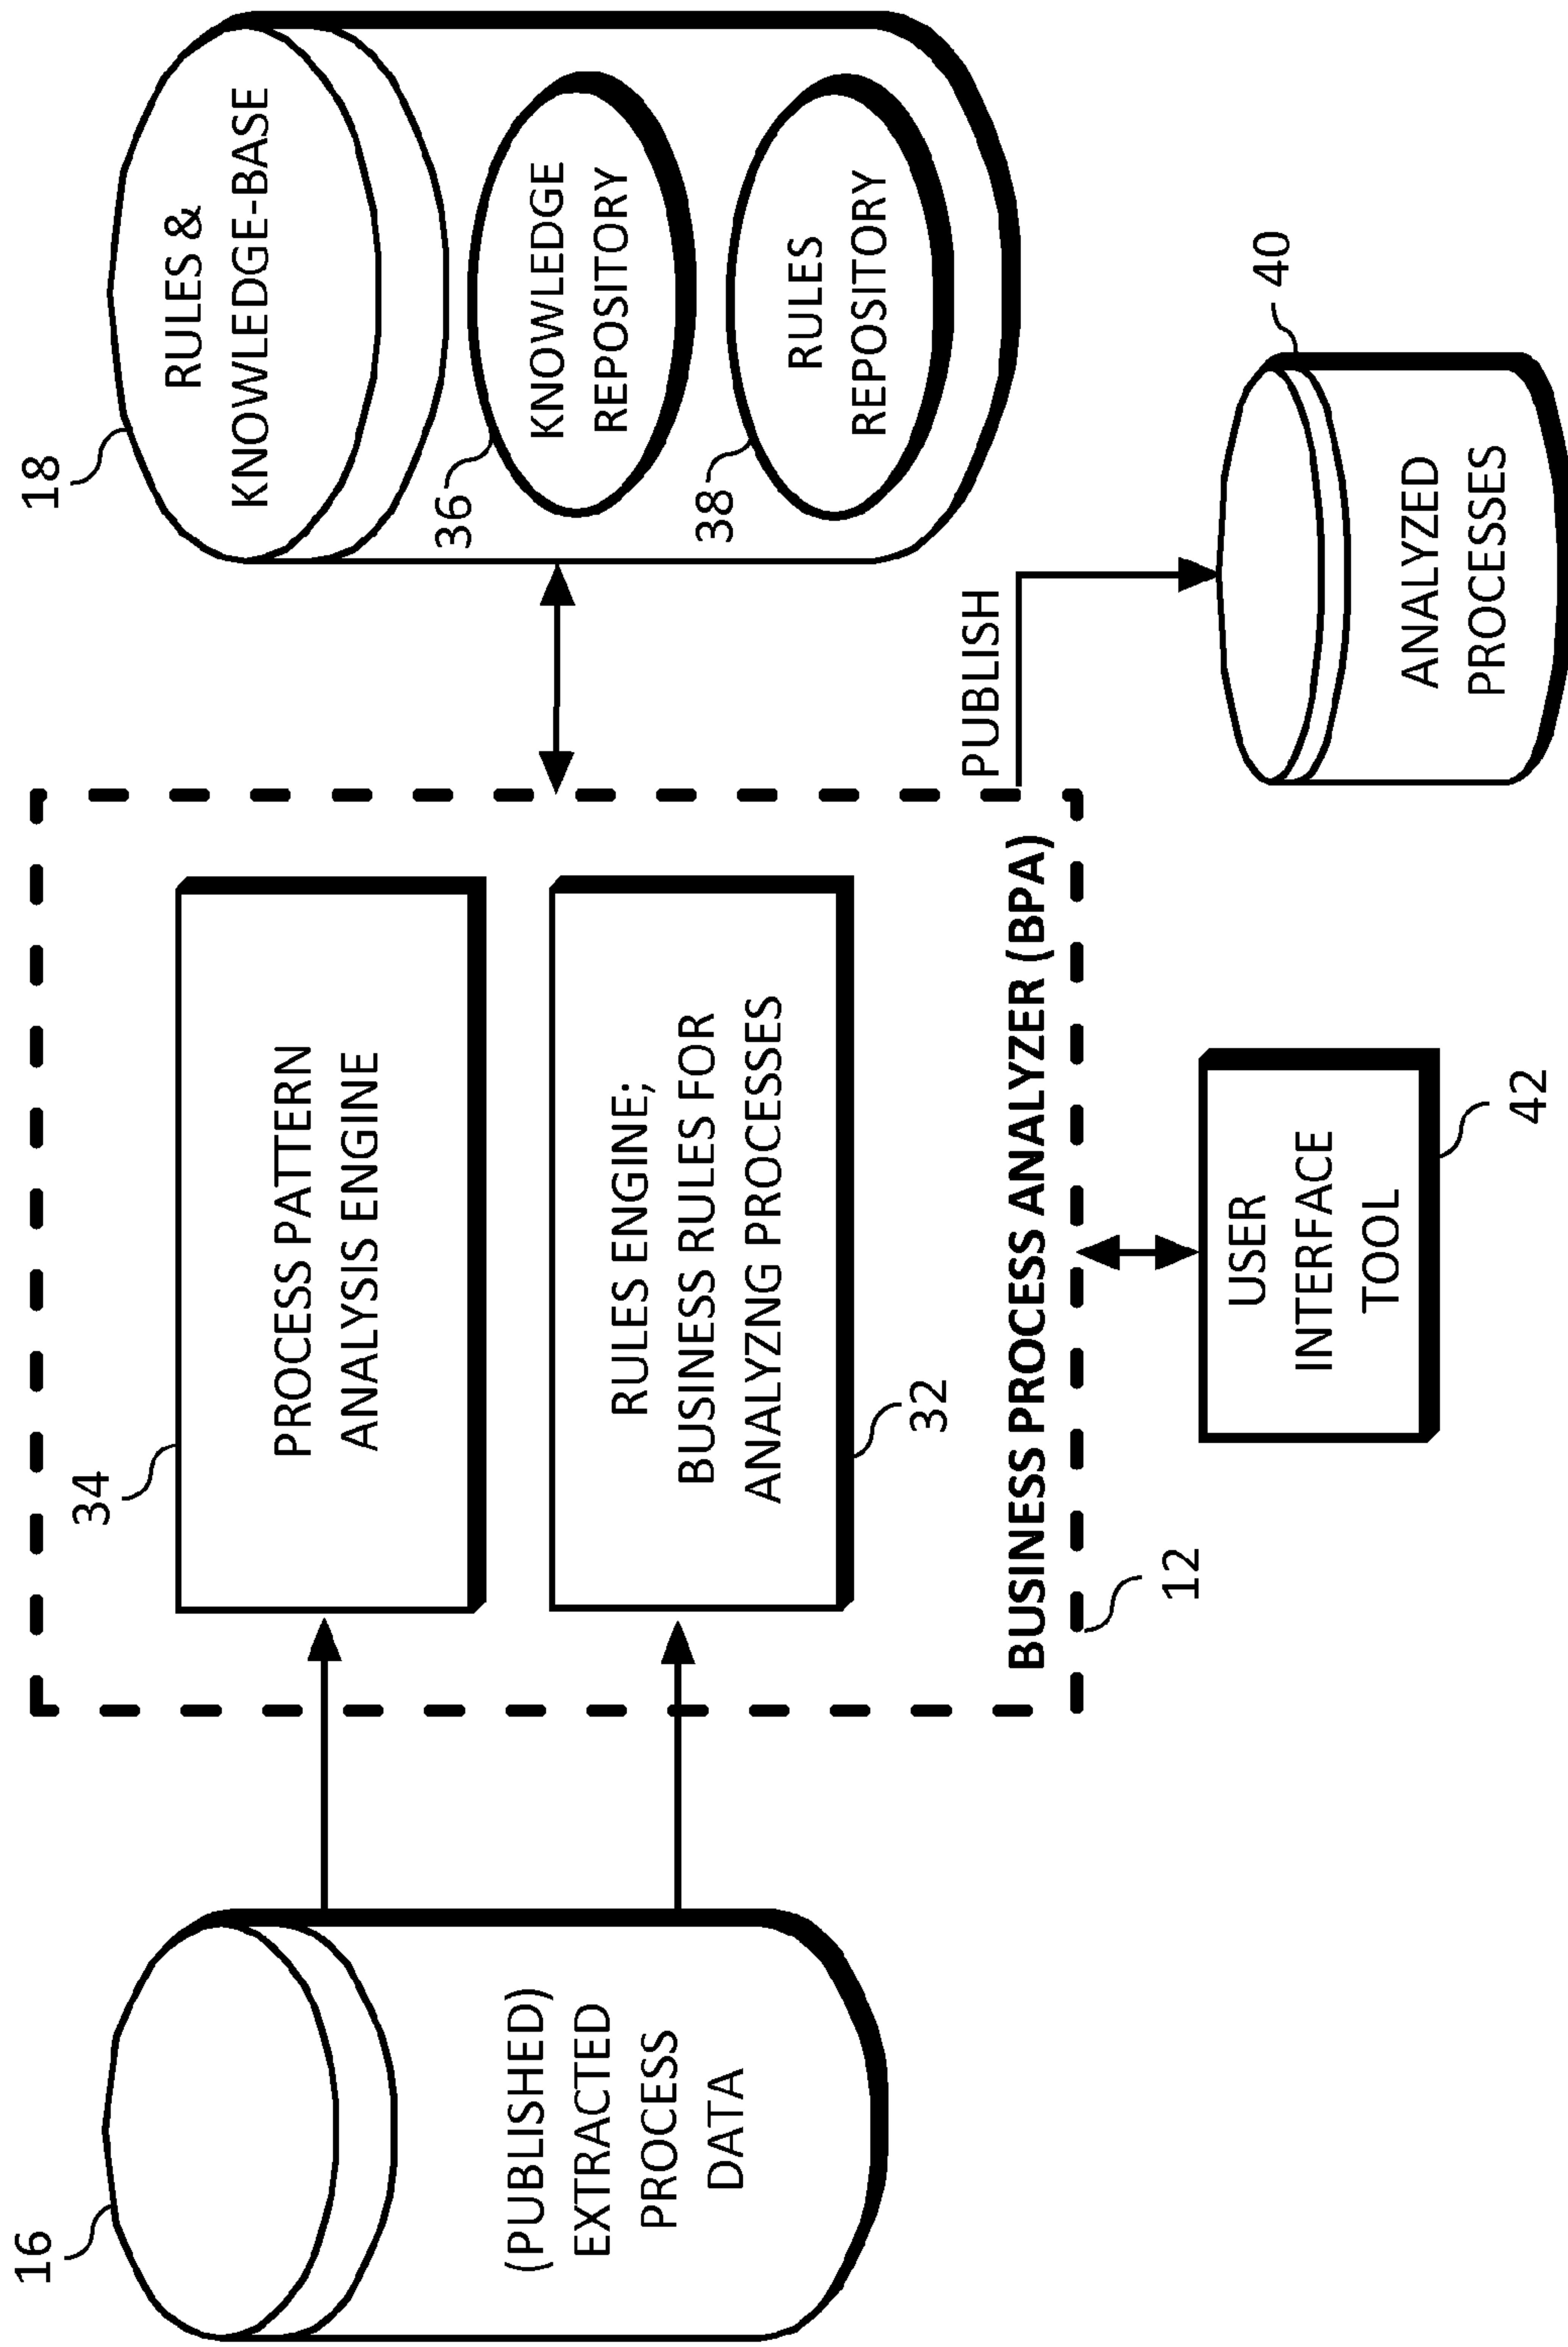 16
(PUBLISHED)
EXTRACTED
PROCESS
DATA
34
PROCESS PATTERN
ANALYSIS ENGINE
RULES ENGINE;
BUSINESS RULES FOR
ANALYZNG PROCESSES
32
BUSINESS PROCESS ANALYZER (BPA)
12
USER
INTERFACE
TOOL
42
18
RULES &
KNOWLEDGE-BASE
36
KNOWLEDGE
REPOSITORY
38
RULES
REPOSITORY
PUBLISH
40
ANALYZED
PROCESSES